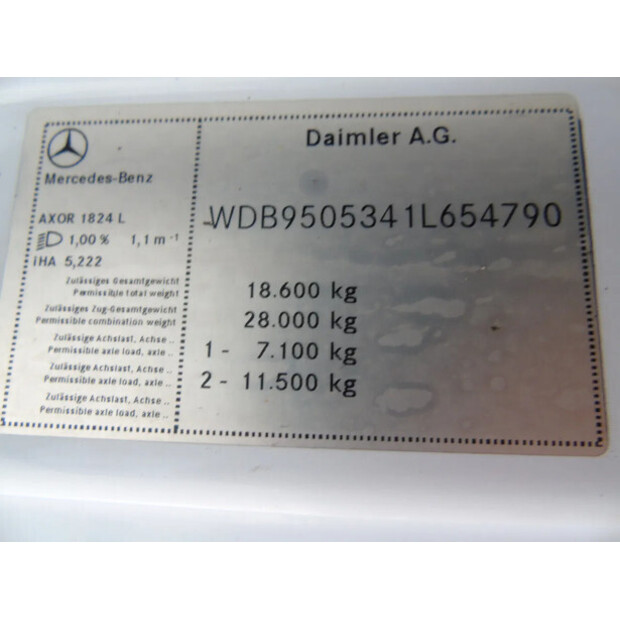 Daimler A.G.
Mercedes-Benz
WDB9505341L654790
AXOR 1824 L
1,00 % 1,1 m -1
iHA 5,222
Zulässiges Gesamtgewicht
Permissible total weight
18.600 kg
Zulässiges Zug-Gesamtgewicht
Permissible combination weight
28.000 kg
Zulässige Achslast, Achse ..
Permissible axle load, axle ..
1 - 7.100 kg
Zulässige Achslast, Achse ..
Permissible axle load, axle ..
2 - 11.500 kg
Zulässige Achslast, Achse ..
Permissible axle load, axle ..